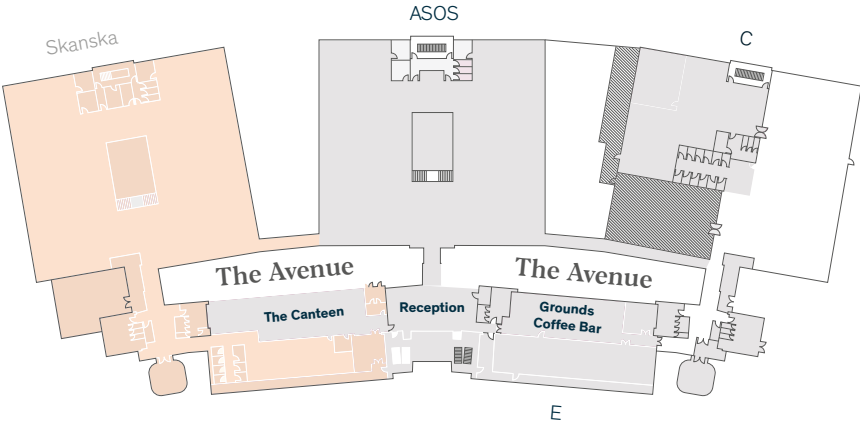 ASOS
Skanska
C
The Avenue
The Avenue
The Canteen
Reception
Grounds
Coffee Bar
E